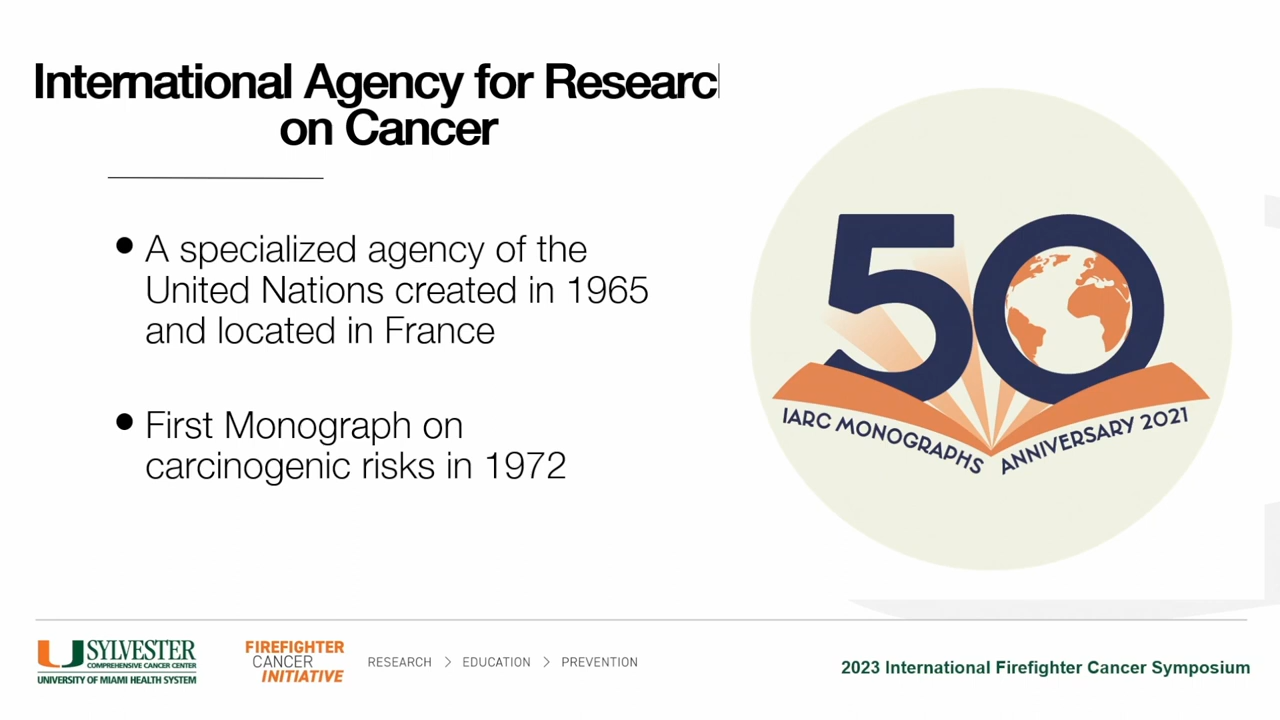 International Agency for Researc
on Cancer
• A specialized agency of the
United Nations created in 1965
and located in France
• First Monograph on
carcinogenic risks in 1972
50
IARC MONOGRAPHS ANNIVERSARY 2021
U SYLVESTER
COMPREHENSIVE CANCER CENTER
UNIVERSITY OF MIAMI HEALTH SYSTEM
FIREFIGHTER
CANCER
INITIATIVE
RESEARCH > EDUCATION > PREVENTION
2023 International Firefighter Cancer Symposium